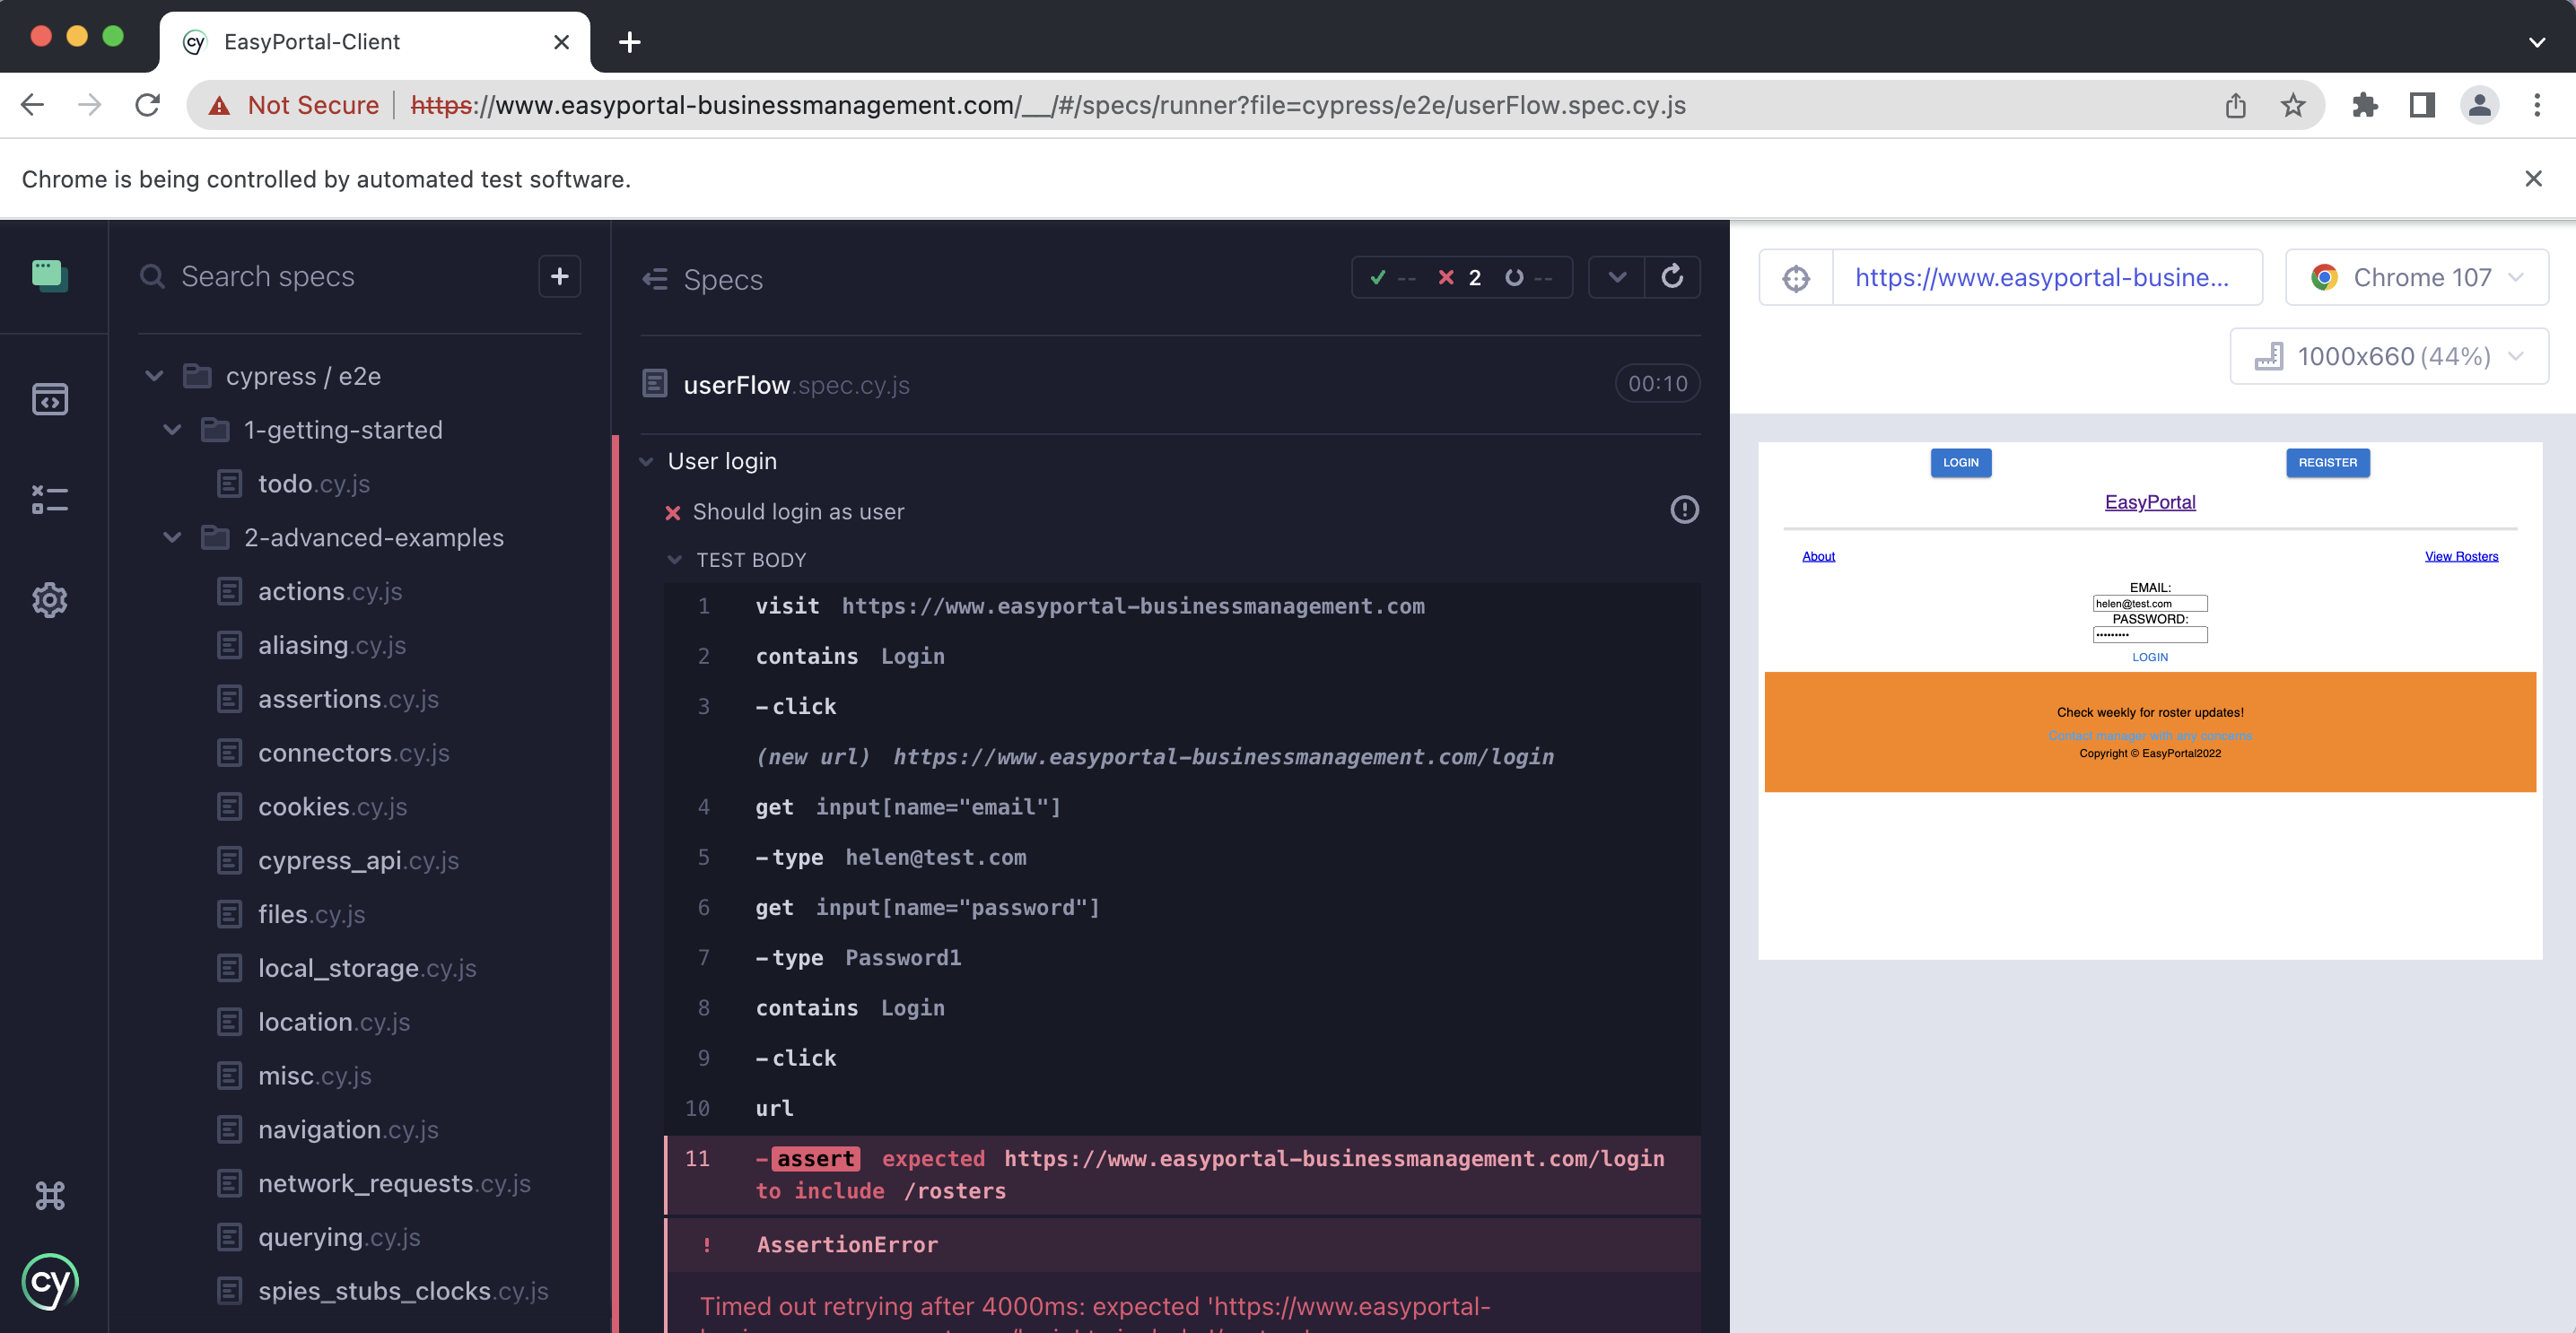 EasyPortal-Client
Not Secure https://www.easyportal-businessmanagement.com/__/#/specs/runner?file=cypress/e2e/userFlow.spec.cy.js
Chrome is being controlled by automated test software.
Search specs
cypress / e2e
1-getting-started
todo.cy.js
2-advanced-examples
actions.cy.js
aliasing.cy.js
assertions.cy.js
connectors.cy.js
cookies.cy.js
cypress_api.cy.js
files.cy.js
local_storage.cy.js
location.cy.js
misc.cy.js
navigation.cy.js
network_requests.cy.js
querying.cy.js
spies_stubs_clocks.cy.js
cy
Specs
-- 2 --
userFlow.spec.cy.js 00:10
User login
Should login as user
TEST BODY
1 visit https://www.easyportal-businessmanagement.com
2 contains Login
3 -click
(new url) https://www.easyportal-businessmanagement.com/login
4 get input[name="email"]
5 -type helen@test.com
6 get input[name="password"]
7 -type Password1
8 contains Login
9 -click
10 url
11 -assert expected https://www.easyportal-businessmanagement.com/login
to include /rosters
! AssertionError
Timed out retrying after 4000ms: expected 'https://www.easyportal-
https://www.easyportal-busine...
Chrome 107
1000x660 (44%)
LOGIN REGISTER
EasyPortal
About View Rosters
EMAIL:
helen@test.com
PASSWORD:
•••••••••
LOGIN
Check weekly for roster updates!
Contact manager with any concerns
Copyright © EasyPortal2022